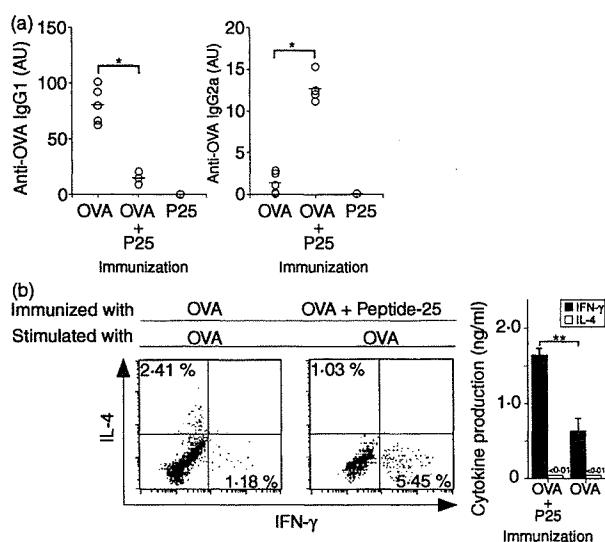 (a)
Anti-OVA IgG1 (AU)
150
100
50
0
*
OVA
OVA
+
P25
P25
Immunization
Anti-OVA IgG2a (AU)
20
15
10
5
0
*
OVA
OVA
+
P25
P25
Immunization
(b)
Immunized with OVA OVA + Peptide-25
Stimulated with OVA OVA
IL-4
2·41 %
1·18 %
1·03 %
5·45 %
IFN-γ
Cytokine production (ng/ml)
2·0
1·0
0
IFN-γ
IL-4
**
<0·01
<0·01
OVA
+
P25
OVA
Immunization